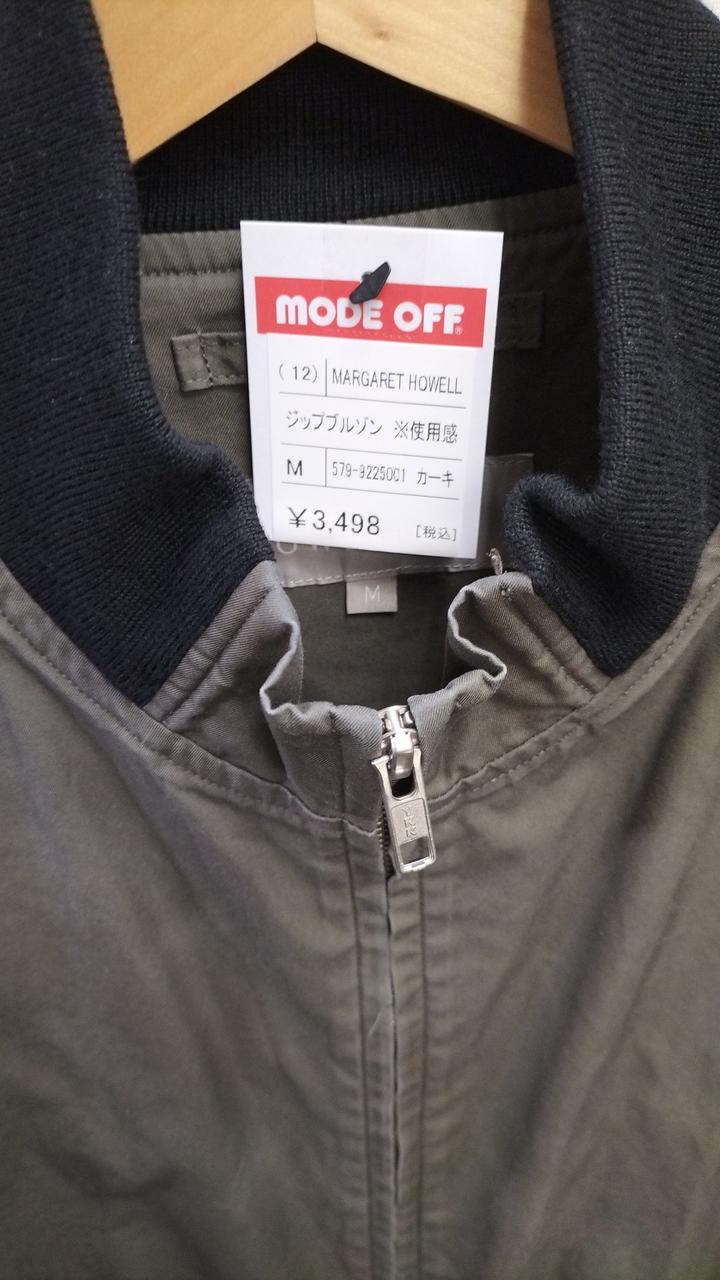 MODE OFF®
(12) MARGARET HOWELL
ジップブルゾン ※使用感
M 579-9225001 カーキ
¥3,498 [税込]
M
YKK